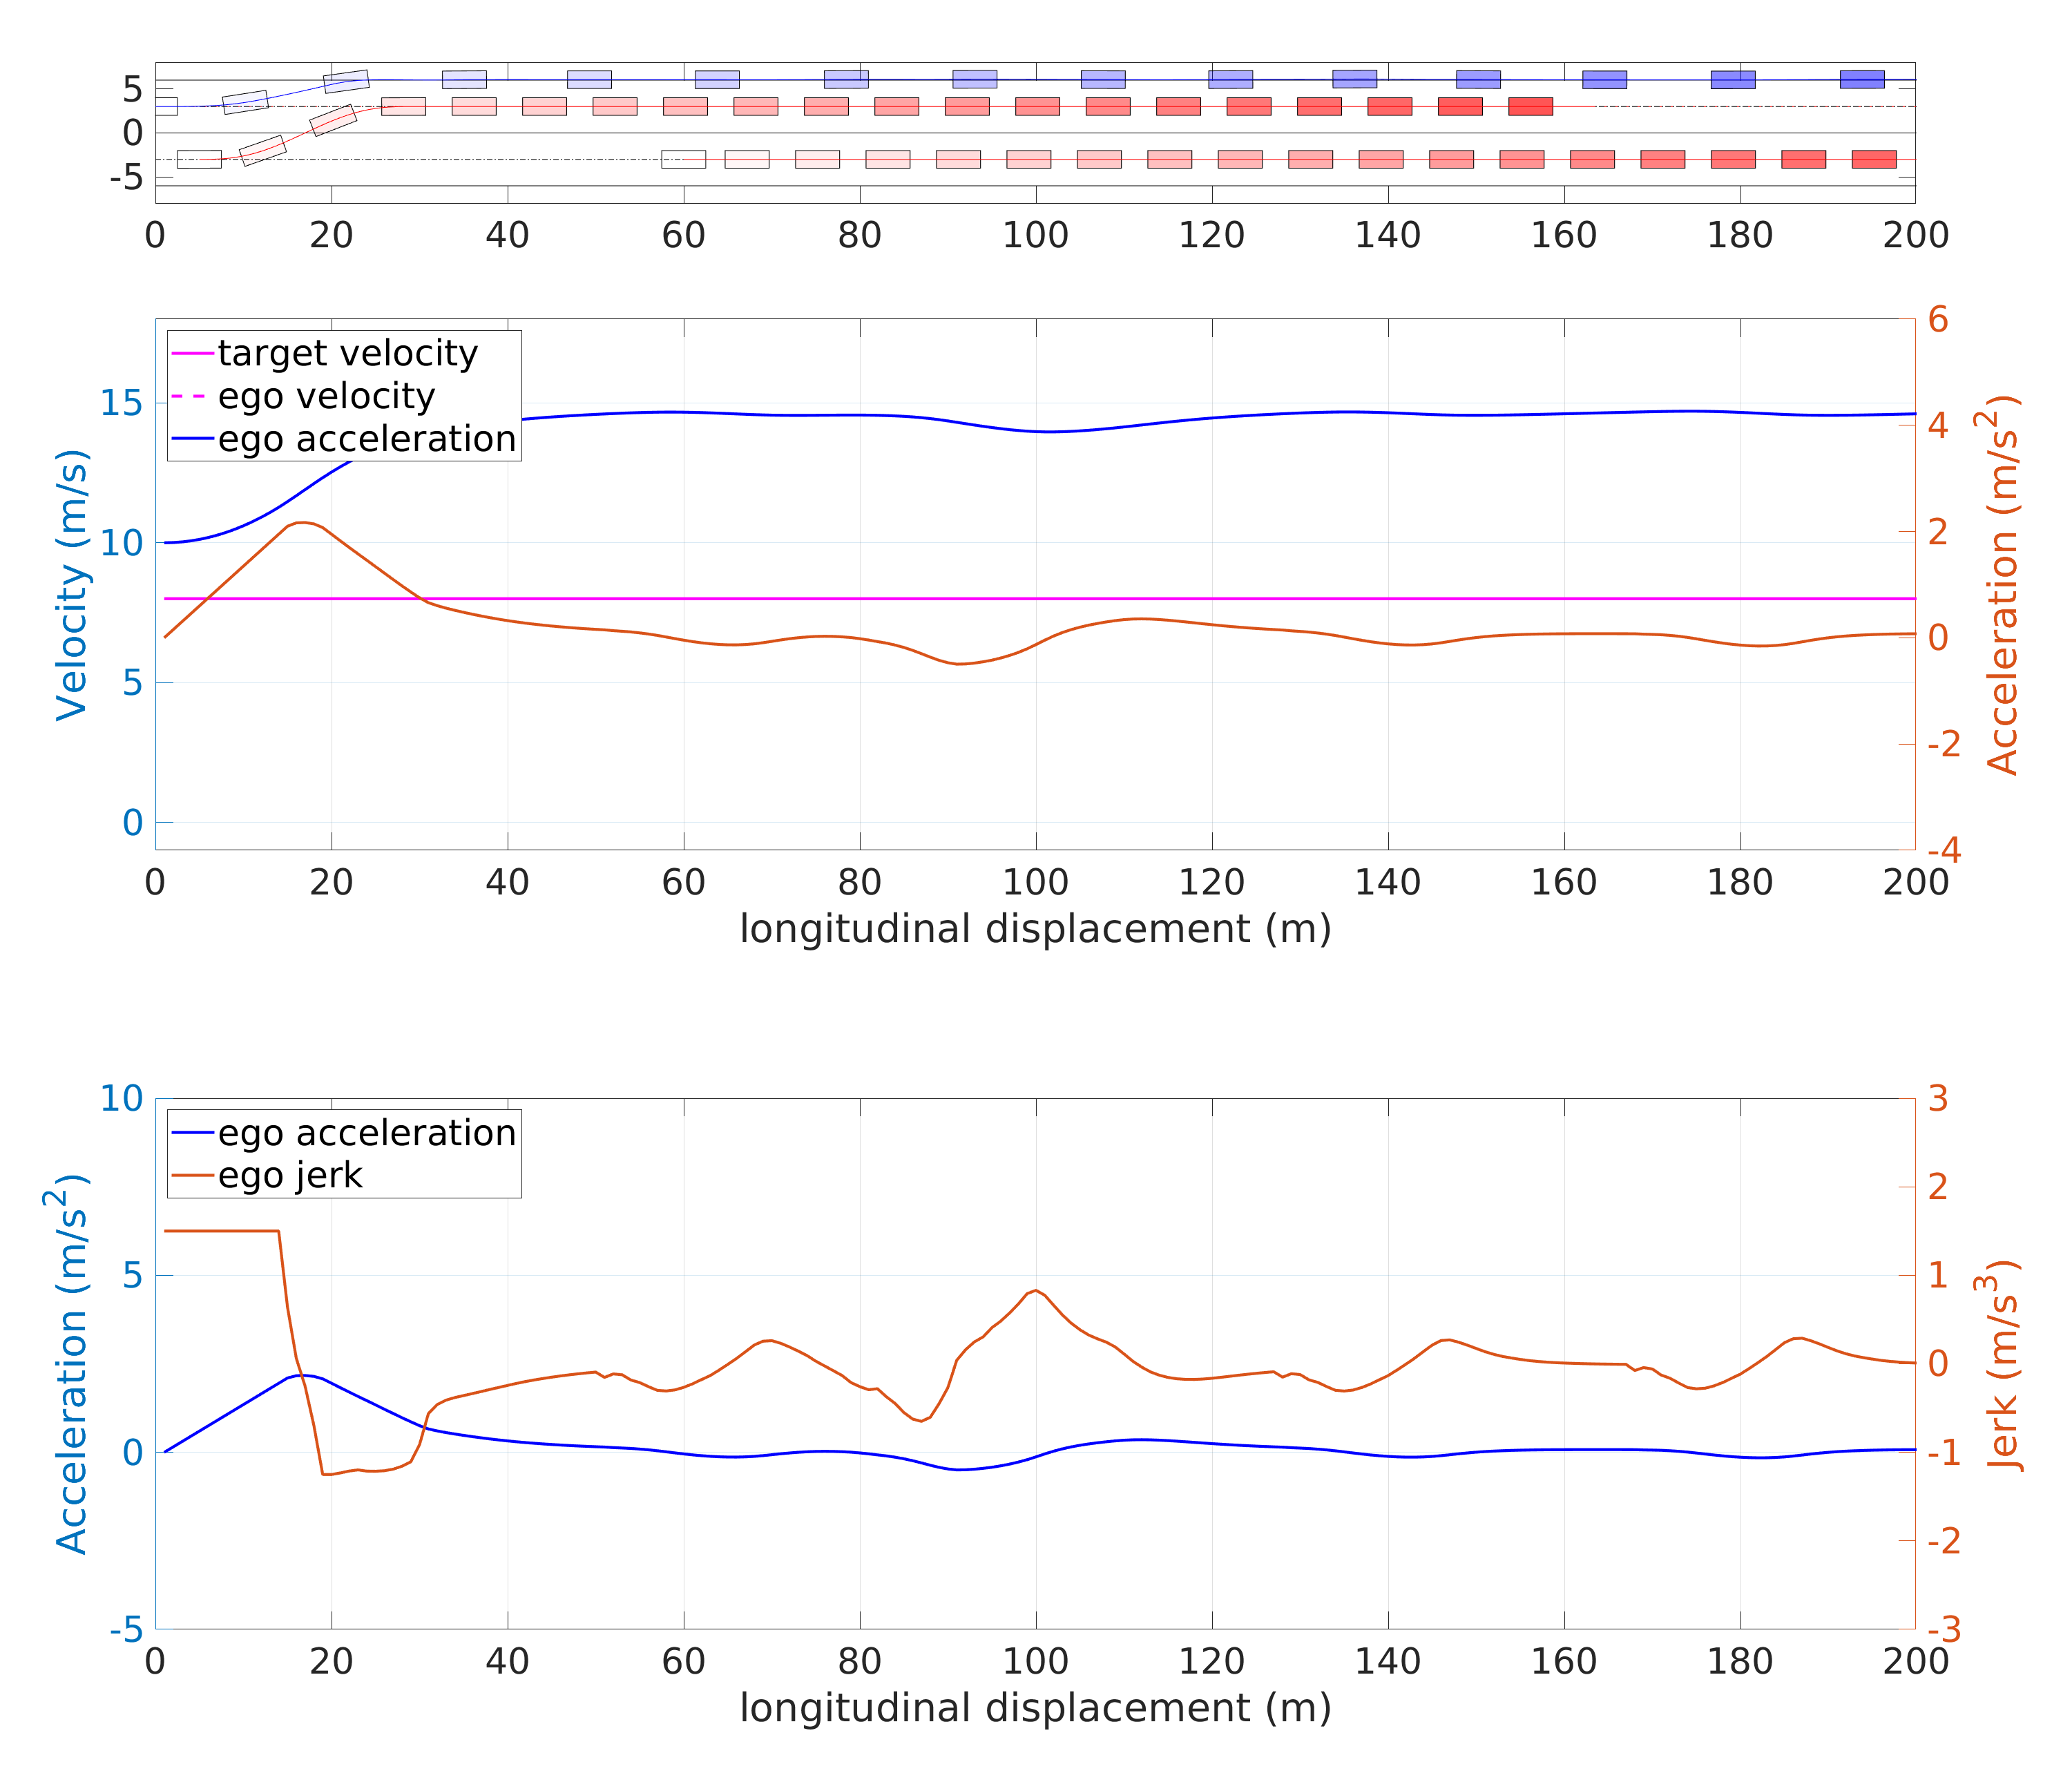 5
0
-5
0 20 40 60 80 100 120 140 160 180 200
target velocity
ego velocity
ego acceleration
Velocity (m/s)
15
10
5
0
Acceleration (m/s²)
6
4
2
0
-2
-4
0 20 40 60 80 100 120 140 160 180 200
longitudinal displacement (m)
ego acceleration
ego jerk
Acceleration (m/s²)
10
5
0
-5
Jerk (m/s³)
3
2
1
0
-1
-2
-3
0 20 40 60 80 100 120 140 160 180 200
longitudinal displacement (m)